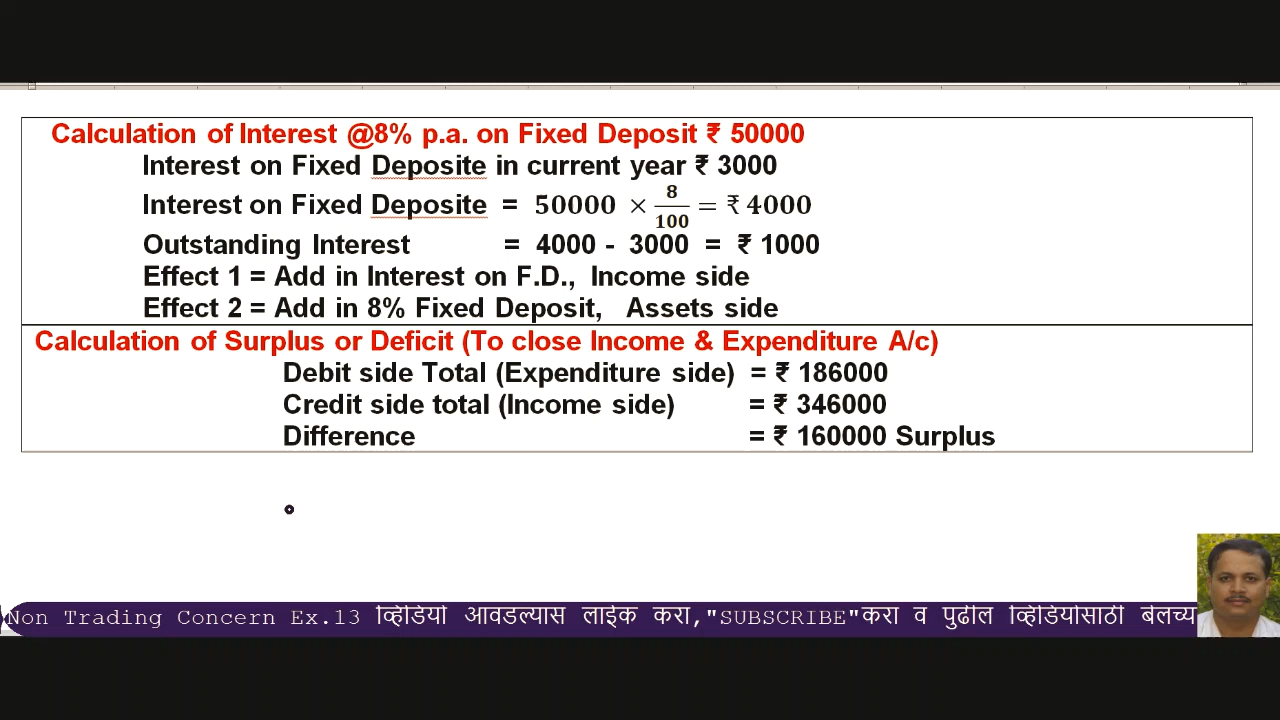 Calculation of Interest @8% p.a. on Fixed Deposit ₹ 50000
Interest on Fixed Deposite in current year ₹ 3000
Interest on Fixed Deposite = 50000 × 8/100 = ₹ 4000
Outstanding Interest = 4000 - 3000 = ₹ 1000
Effect 1 = Add in Interest on F.D., Income side
Effect 2 = Add in 8% Fixed Deposit, Assets side
Calculation of Surplus or Deficit (To close Income & Expenditure A/c)
Debit side Total (Expenditure side) = ₹ 186000
Credit side total (Income side) = ₹ 346000
Difference = ₹ 160000 Surplus
Non Trading Concern Ex.13 व्हिडियो आवडल्यास लाईक करा,"SUBSCRIBE"करा व पुढील व्हिडियोसाठी बेलच्य